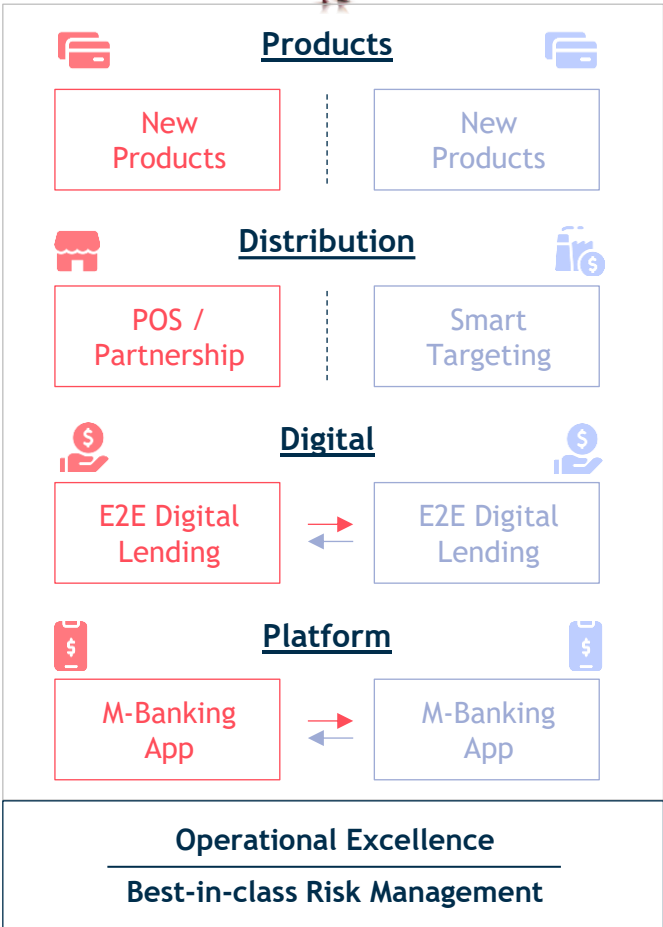 Products
New
Products
New
Products
Distribution
POS /
Partnership
$
Smart
Targeting
$
Digital
$
E2E Digital
Lending
E2E Digital
Lending
$
Platform
$
M-Banking
App
M-Banking
App
Operational Excellence
Best-in-class Risk Management